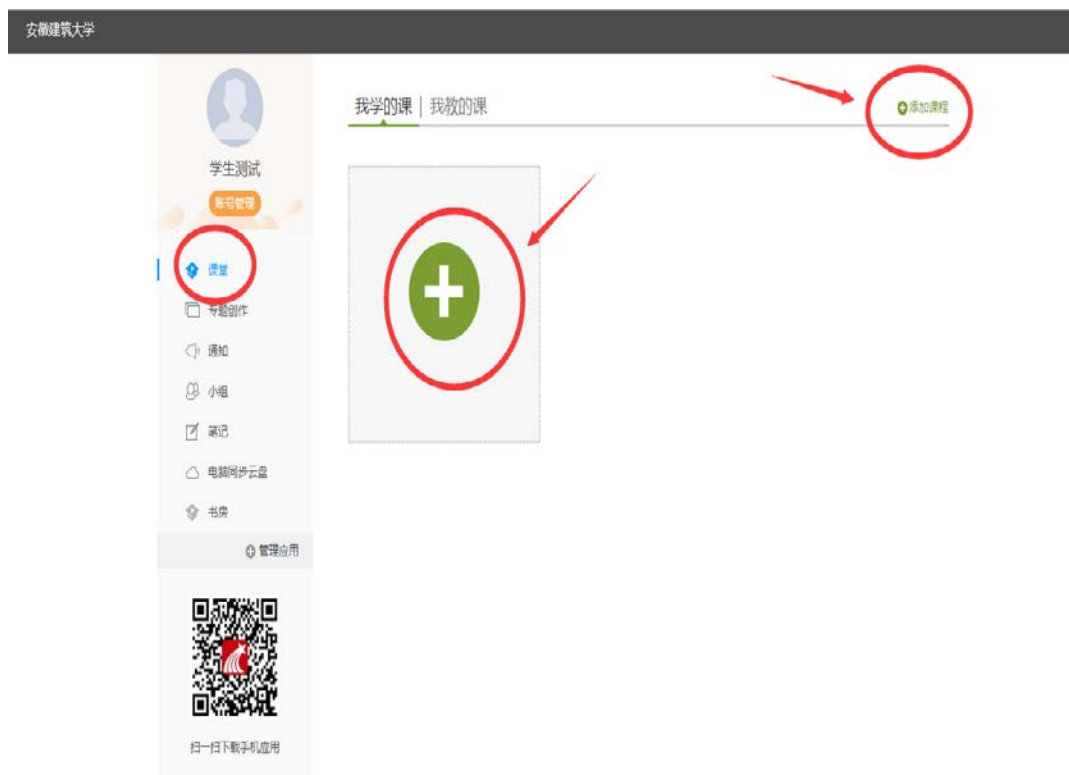 安徽建筑大学
学生测试
账号管理
课堂
专题创作
通知
小组
笔记
电脑同步云盘
书房
管理应用
扫一扫下载手机应用
我学的课 | 我教的课
添加课程